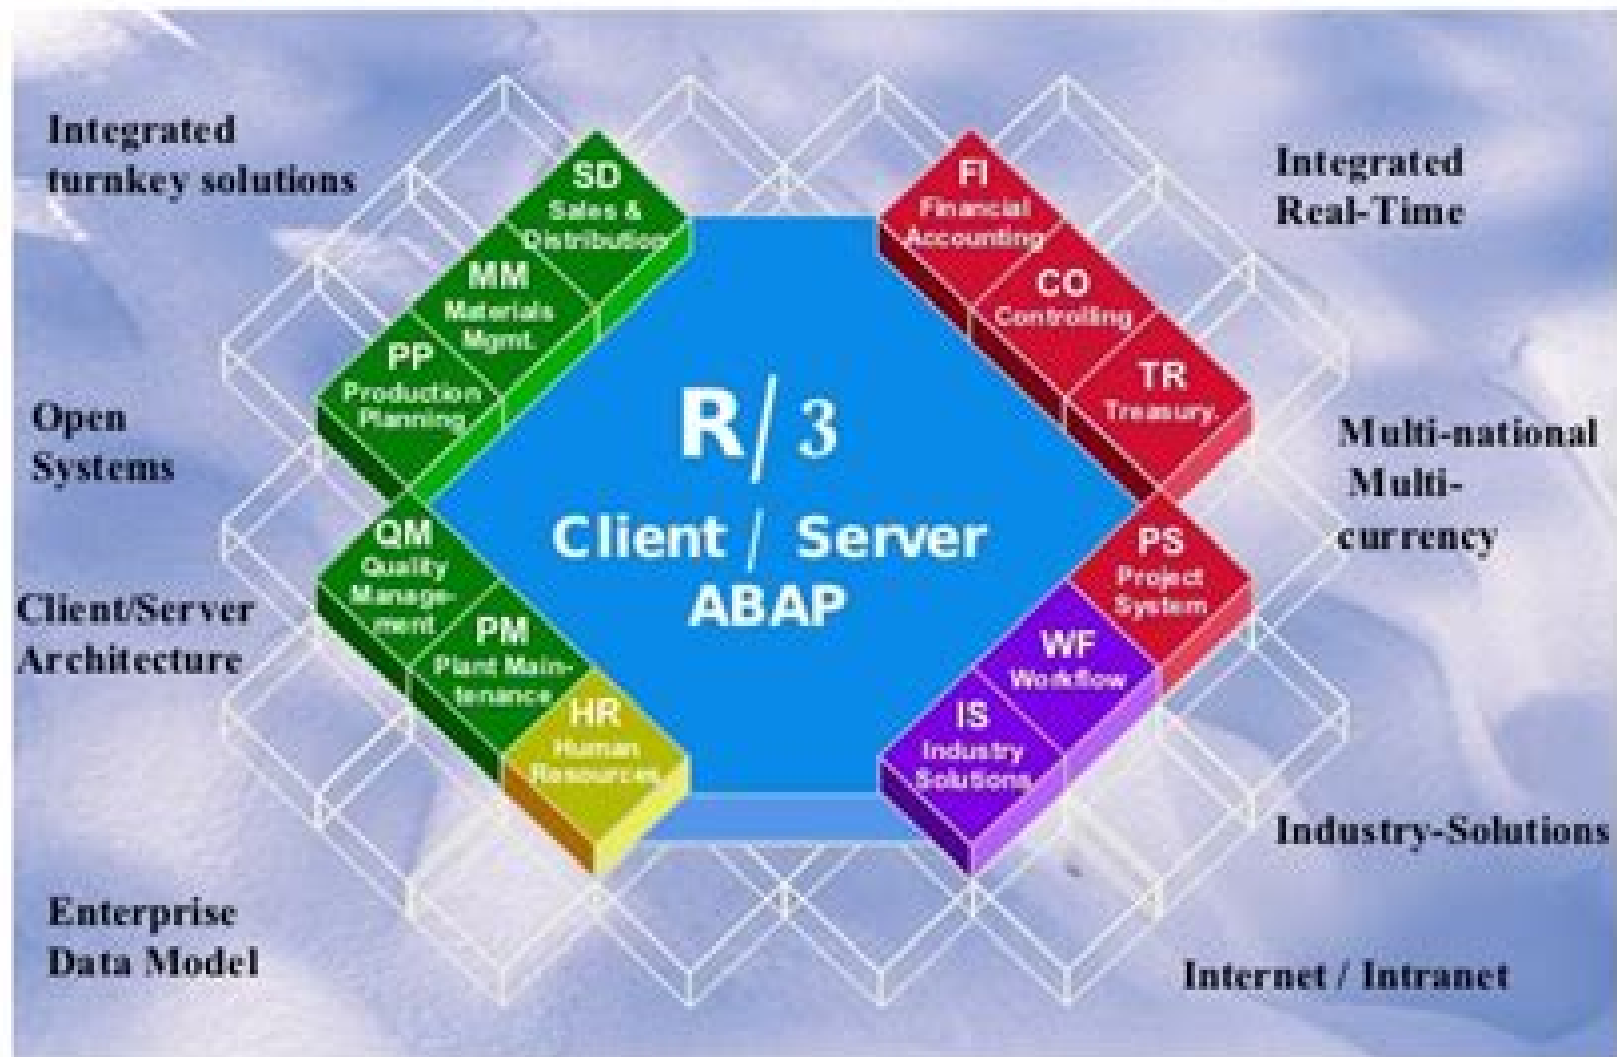 Integrated
turnkey solutions
Open
Systems
Client/Server
Architecture
Enterprise
Data Model
SD
Sales &
Distribution
MM
Materials
Mgmt.
PP
Production
Planning
QM
Quality
Manage-
ment
PM
Plant Main-
tenance
HR
Human
Resources
R/3
Client / Server
ABAP
FI
Financial
Accounting
CO
Controlling
TR
Treasury
PS
Project
System
WF
Workflow
IS
Industry
Solutions
Integrated
Real-Time
Multi-national
Multi-
currency
Industry-Solutions
Internet / Intranet